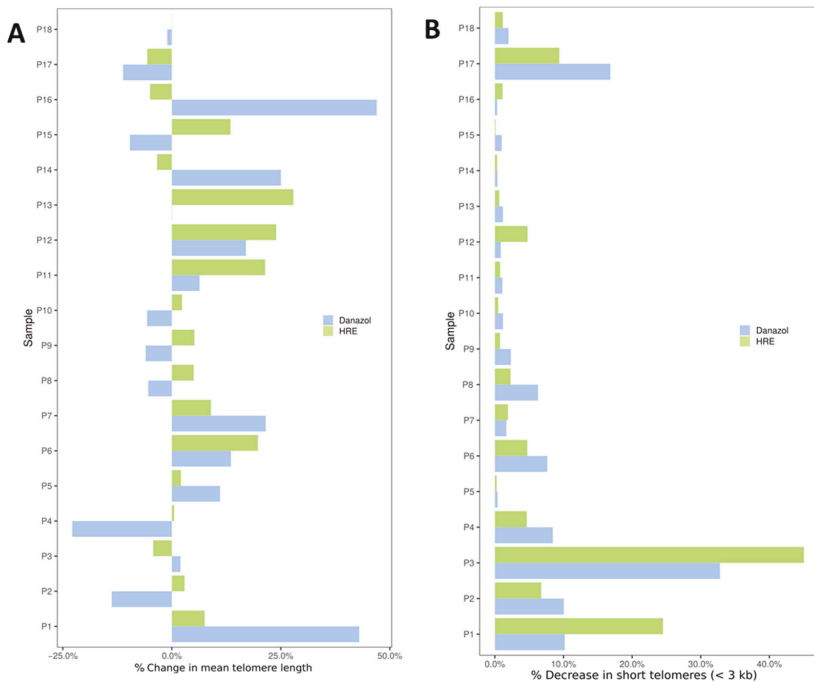 A
P18
P17
P16
P15
P14
P13
P12
P11
P10
P9
P8
P7
P6
P5
P4
P3
P2
P1
Sample
Danazol
HRE
−25.0%
0.0%
25.0%
50.0%
% Change in mean telomere length
B
P18
P17
P16
P15
P14
P13
P12
P11
P10
P9
P8
P7
P6
P5
P4
P3
P2
P1
Sample
Danazol
HRE
0.0%
10.0%
20.0%
30.0%
40.0%
% Decrease in short telomeres (< 3 kb)